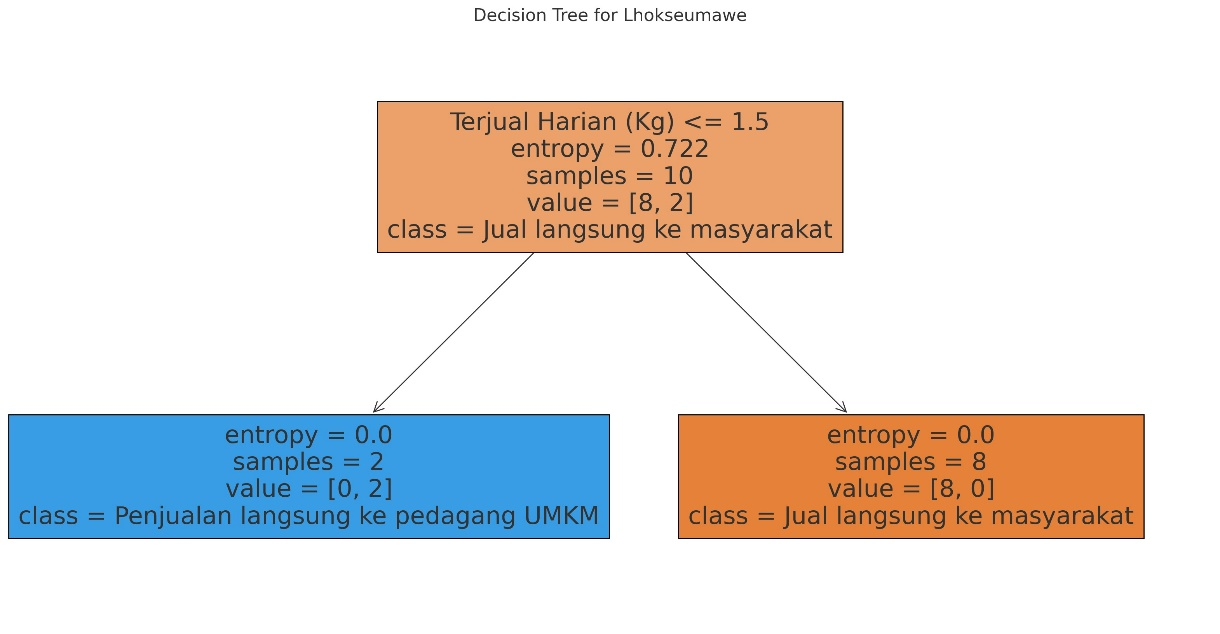 Decision Tree for Lhokseumawe
Terjual Harian (Kg) <= 1.5
entropy = 0.722
samples = 10
value = [8, 2]
class = Jual langsung ke masyarakat
entropy = 0.0
samples = 2
value = [0, 2]
class = Penjualan langsung ke pedagang UMKM
entropy = 0.0
samples = 8
value = [8, 0]
class = Jual langsung ke masyarakat